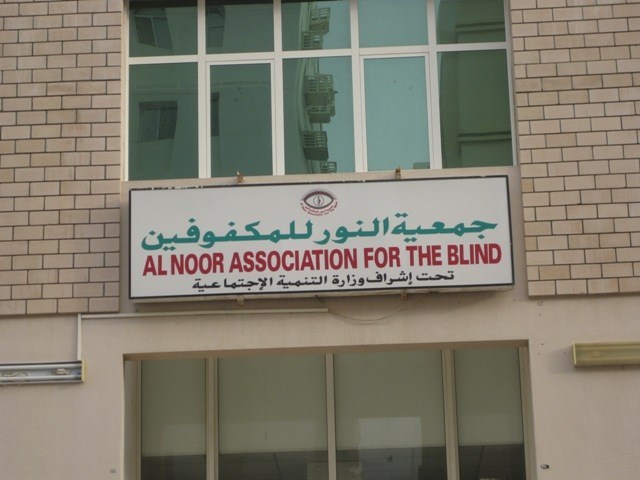 جمعية النور للمكفوفين
AL NOOR ASSOCIATION FOR THE BLIND
تحت إشراف وزارة التنمية الإجتماعية